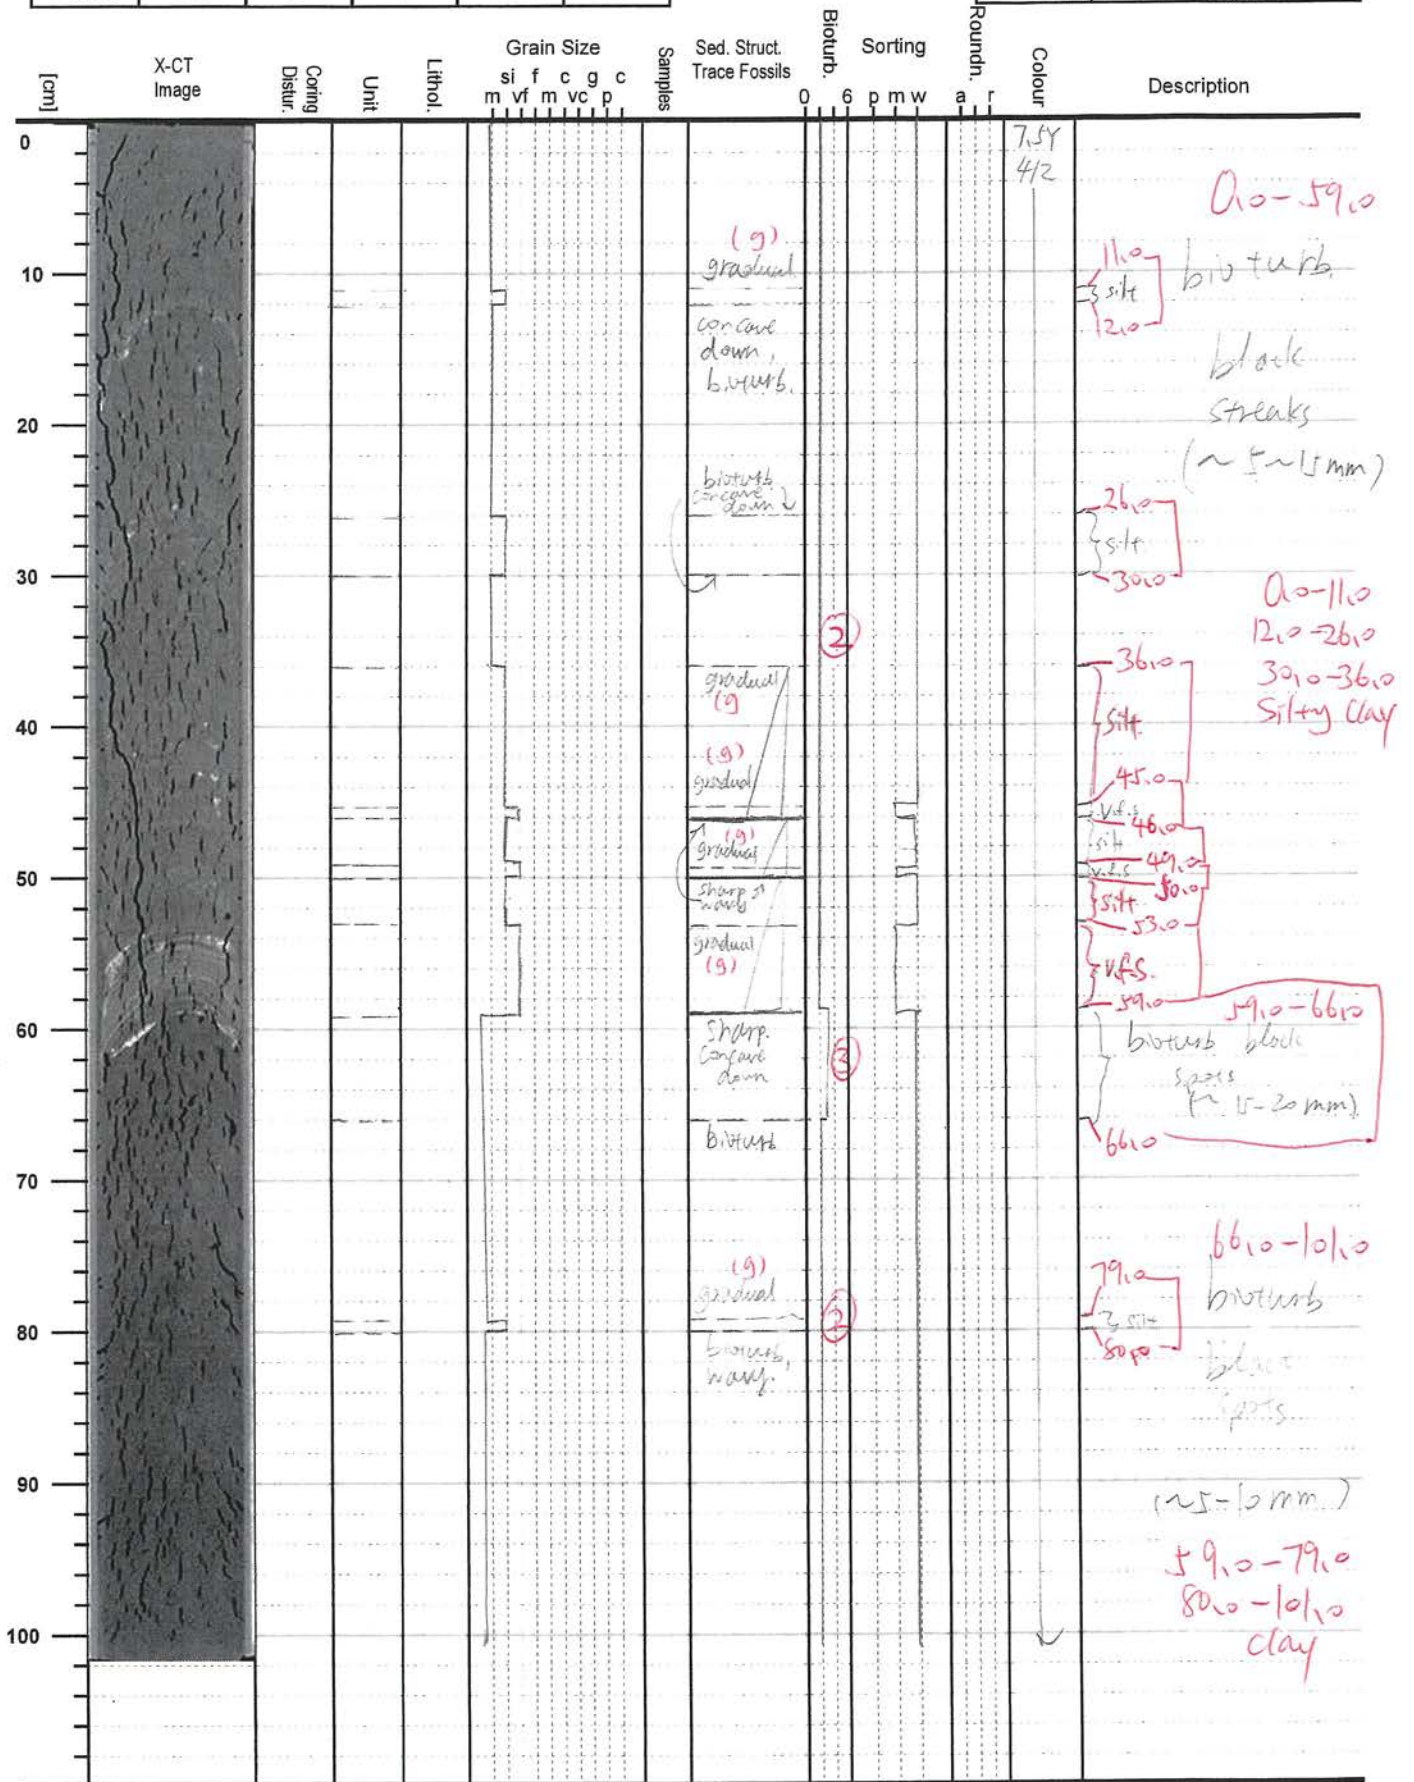 [cm]
X-CT
Image
Coring
Distur.
Unit
Lithol.
Grain Size
si f c g c
m vf m vc p
Samples
Sed. Struct.
Trace Fossils
Bioturb.
0 6
Sorting
p m w
Roundn.
a r
Colour
Description
0
10
20
30
40
50
60
70
80
90
100
(g)
gradual
concave
down,
bioturb.
bioturb
concave
down
gradual
(g)
(g)
gradual
(g)
gradual
sharp
wavy
gradual
(g)
sharp.
concave
down
bioturb
(g)
gradual
bioturb,
wavy.
2
3
7.5Y
4/2
0.0-59.0
bioturb.
black
streaks
(~5~15mm)
11.0
silt
12.0
26.0
silt
30.0
0.0-11.0
12.0-26.0
30.0-36.0
Silty Clay
36.0
silt
45.0
v.f.s
46.0
silt
49.0
v.f.s
50.0
silt
53.0
v.f.s.
59.0
59.0-66.0
bioturb black
spots
(~15-20mm)
66.0
66.0-101.0
bioturb
black
spots
(~5-10mm)
79.0
silt
80.0
59.0-79.0
80.0-101.0
clay